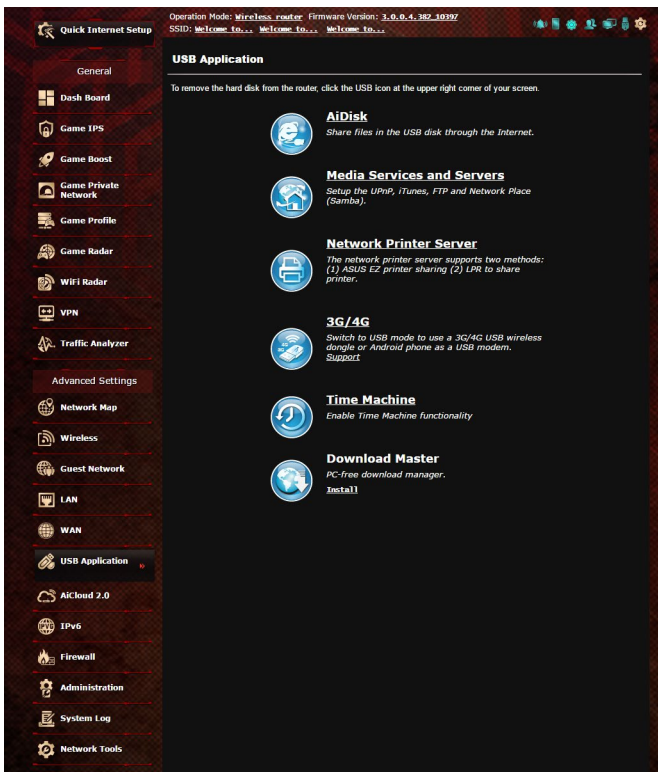 Quick Internet Setup
General
Dash Board
Game IPS
Game Boost
Game Private
Network
Game Profile
Game Radar
WiFi Radar
VPN
Traffic Analyzer
Advanced Settings
Network Map
Wireless
Guest Network
LAN
WAN
USB Application
AiCloud 2.0
IPv6
Firewall
Administration
System Log
Network Tools
Operation Mode: Wireless router Firmware Version: 3.0.0.4.382_10397
SSID: Welcome to... Welcome to... Welcome to...
USB Application
To remove the hard disk from the router, click the USB icon at the upper right corner of your screen.
AiDisk
Share files in the USB disk through the Internet.
Media Services and Servers
Setup the UPnP, iTunes, FTP and Network Place
(Samba).
Network Printer Server
The network printer server supports two methods:
(1) ASUS EZ printer sharing (2) LPR to share
printer.
3G/4G
Switch to USB mode to use a 3G/4G USB wireless
dongle or Android phone as a USB modem.
Support
Time Machine
Enable Time Machine functionality
Download Master
PC-free download manager.
Install